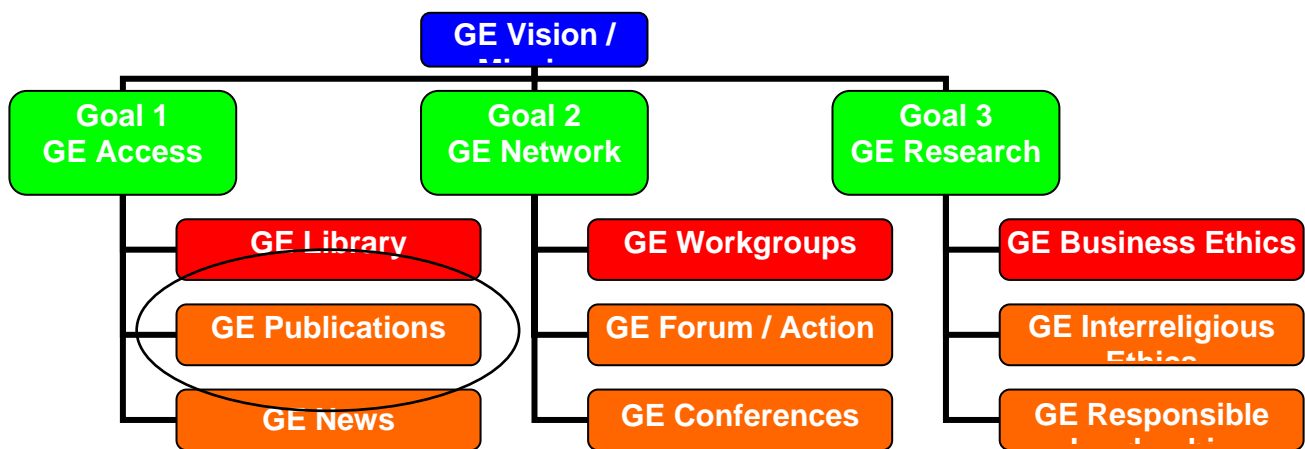 GE Vision /
Goal 1
GE Access
Goal 2
GE Network
Goal 3
GE Research
GE Library
GE Workgroups
GE Business Ethics
GE Publications
GE Forum / Action
GE Interreligious
Ethics
GE News
GE Conferences
GE Responsible